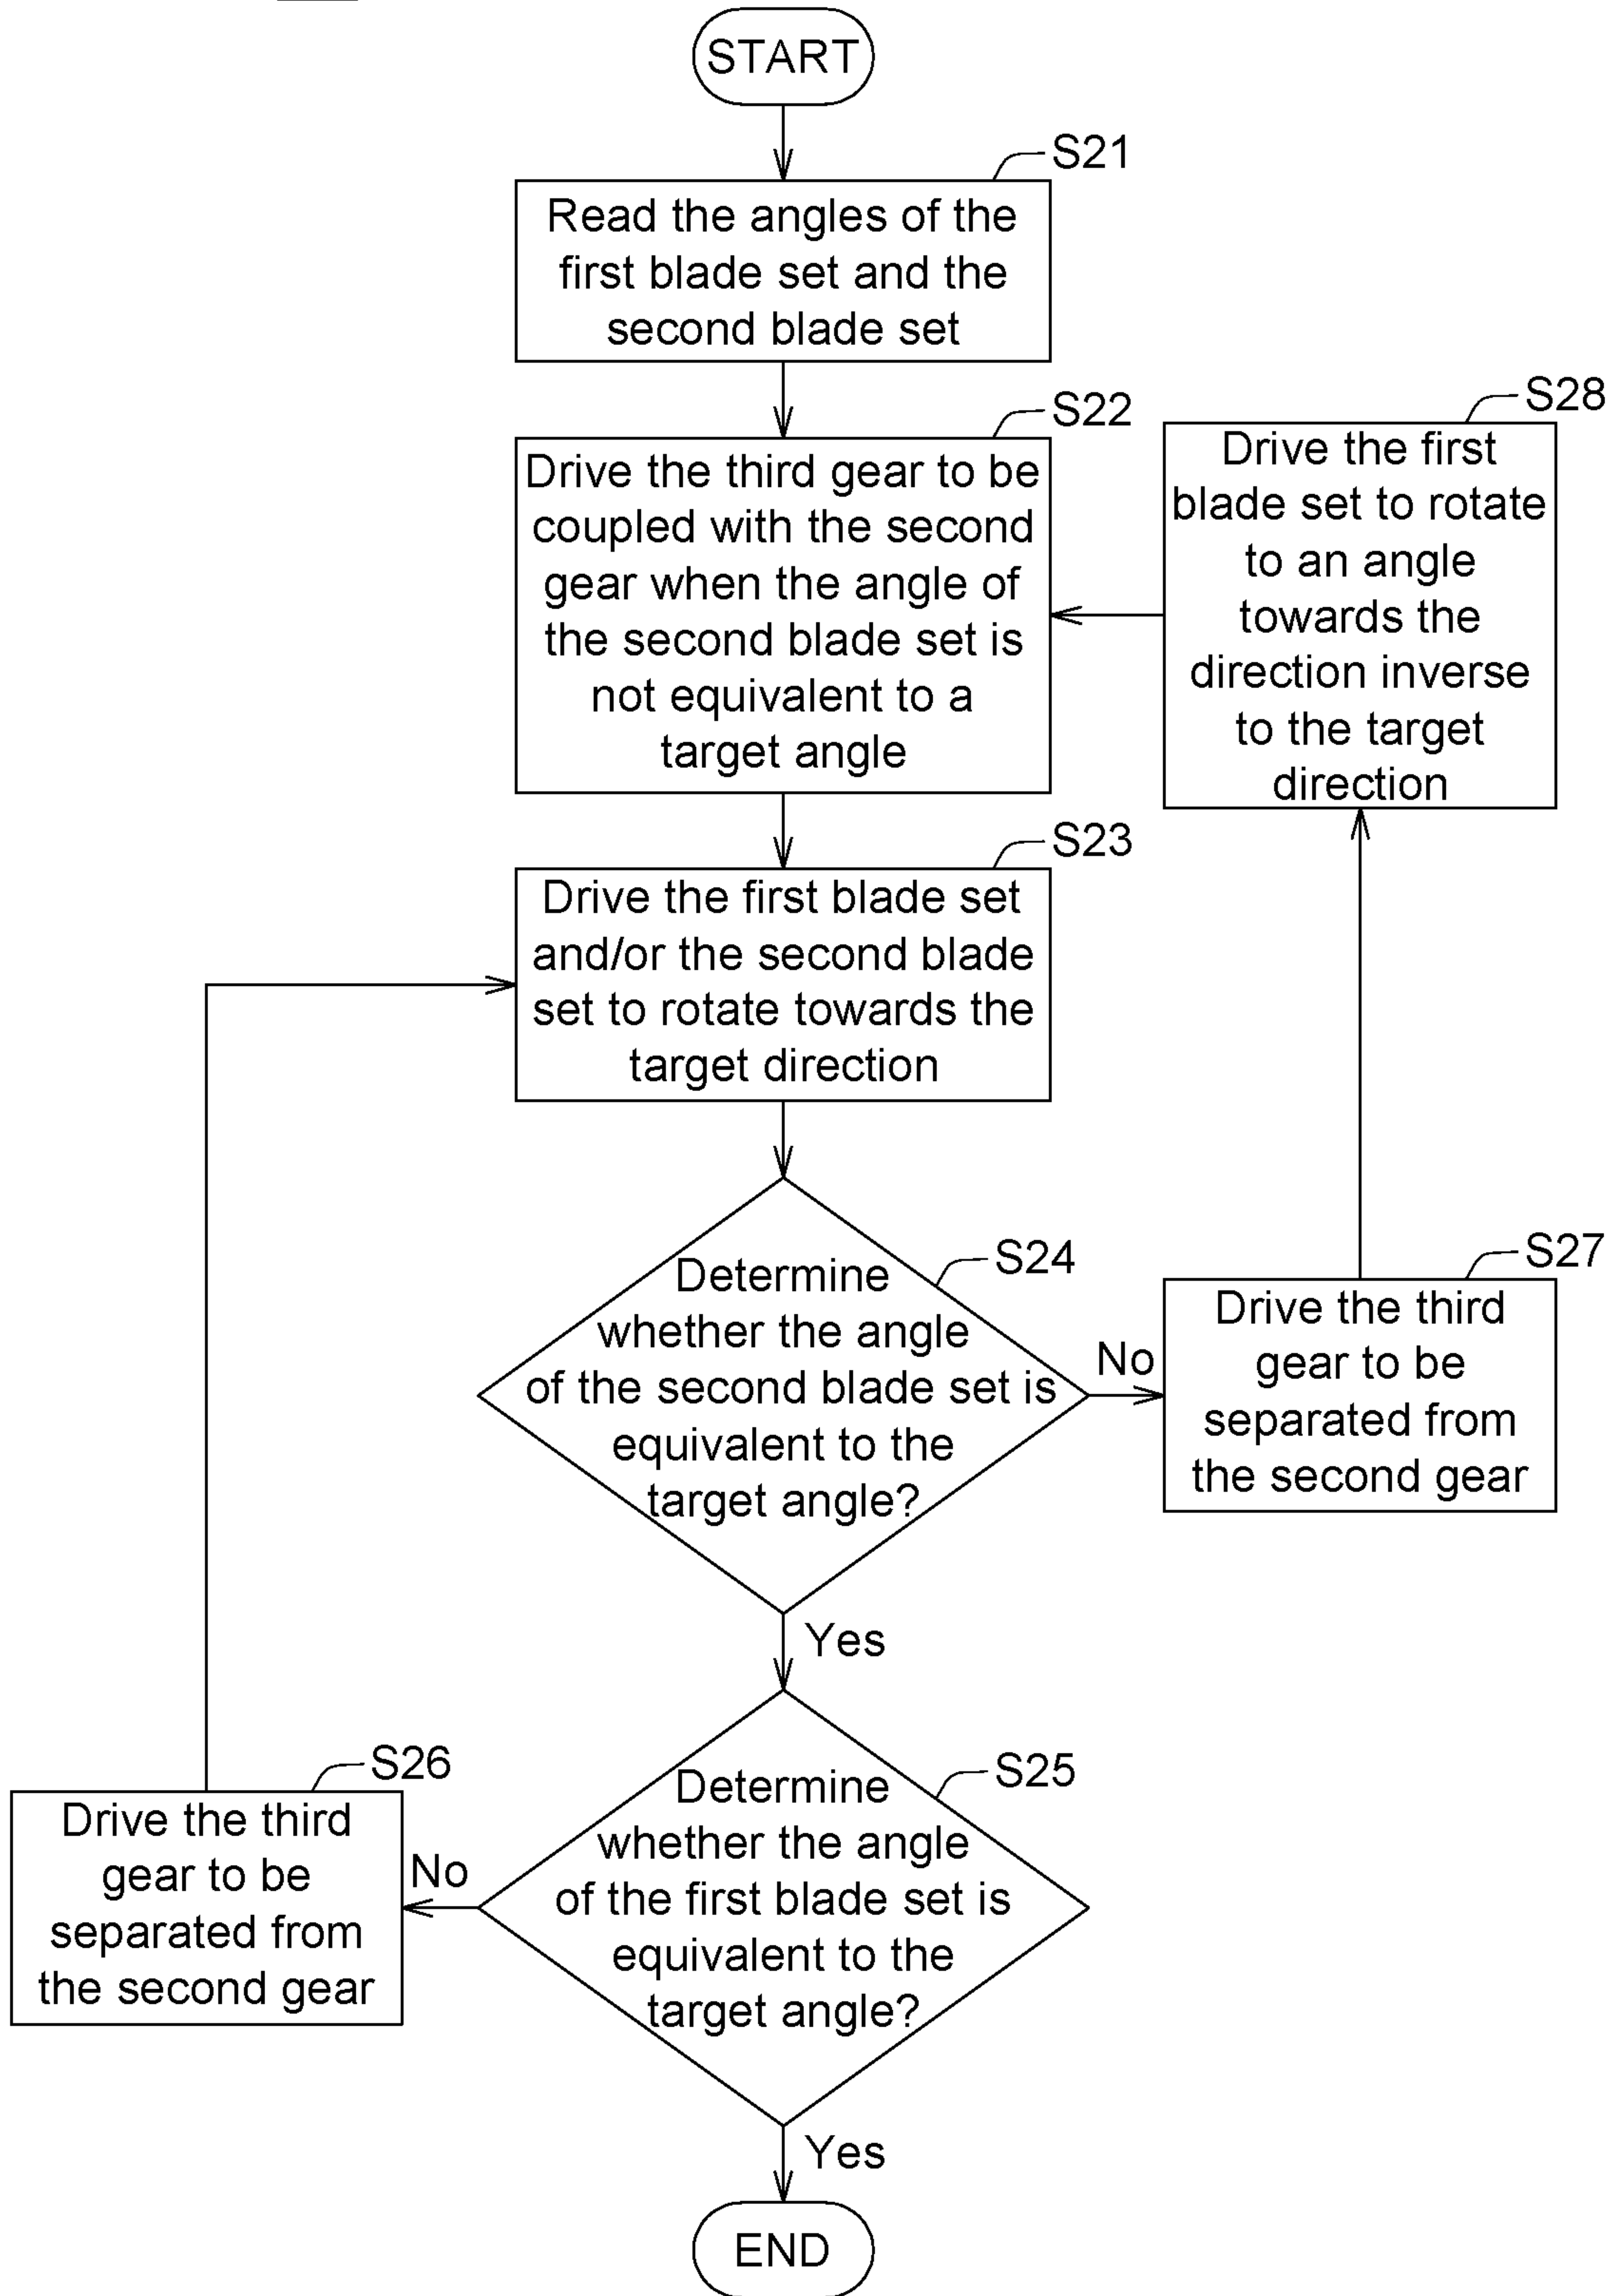 START
S21
Read the angles of the
first blade set and the
second blade set
S22
Drive the third gear to be
coupled with the second
gear when the angle of
the second blade set is
not equivalent to a
target angle
S28
Drive the first
blade set to rotate
to an angle
towards the
direction inverse
to the target
direction
S23
Drive the first blade set
and/or the second blade
set to rotate towards the
target direction
S24
Determine
whether the angle
of the second blade set is
equivalent to the
target angle?
No
S27
Drive the third
gear to be
separated from
the second gear
Yes
S25
Determine
whether the angle
of the first blade set is
equivalent to the
target angle?
No
S26
Drive the third
gear to be
separated from
the second gear
Yes
END